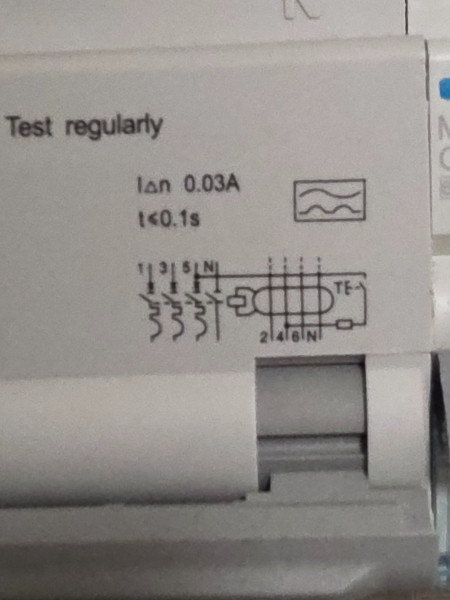 Test regularly
I△n 0.03A
t≤0.1s
1 3 5 N
TE
2 4 6 N